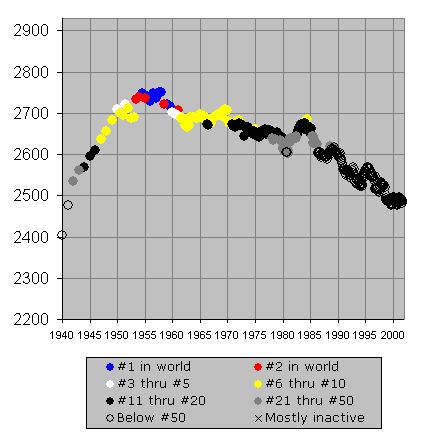 2900
2800
2700
2600
2500
2400
2300
2200
1940 1945 1950 1955 1960 1965 1970 1975 1980 1985 1990 1995 2000
#1 in world #2 in world
#3 thru #5 #6 thru #10
#11 thru #20 #21 thru #50
Below #50 Mostly inactive